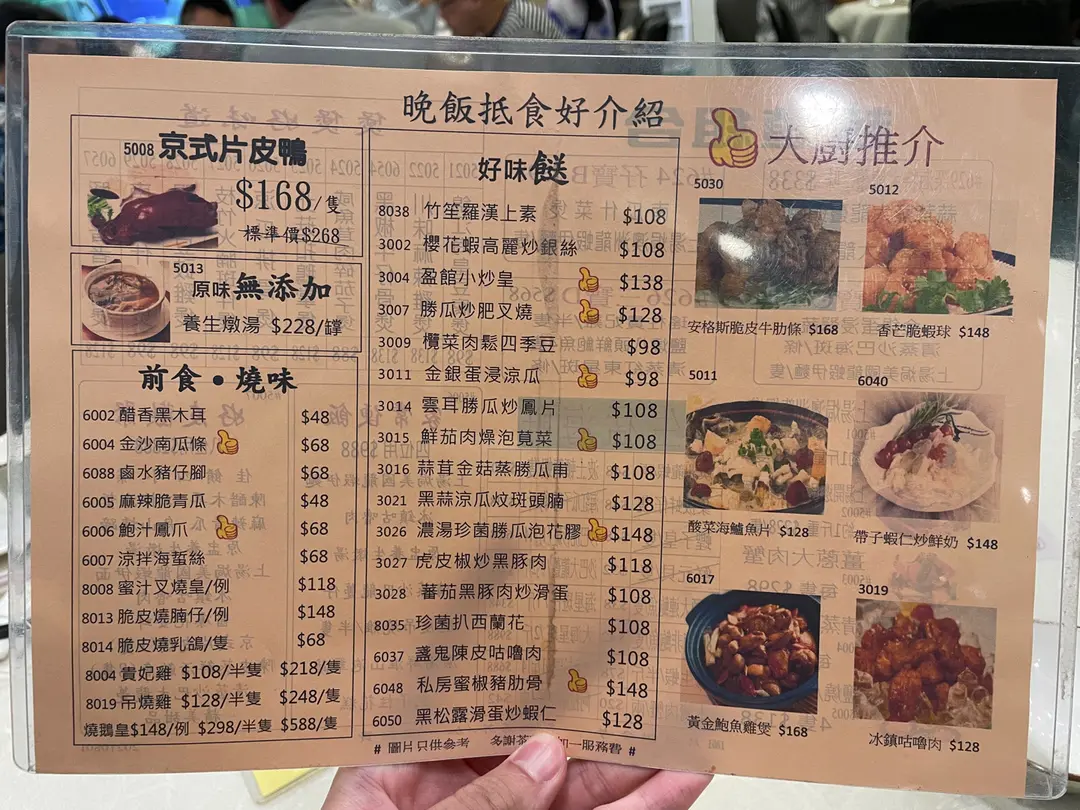 晚飯抵食好介紹
5008 京式片皮鴨
$168/隻
標準價$268
5013
原味無添加
養生燉湯 $228/罉
前食•燒味
6002 醋香黑木耳 $48
6004 金沙南瓜條 $68
6088 鹵水豬仔腳 $68
6005 麻辣脆青瓜 $48
6006 鮑汁鳳爪 $68
6007 涼拌海蜇絲 $68
8008 蜜汁叉燒皇/例 $118
8013 脆皮燒腩仔/例 $148
8014 脆皮燒乳鴿/隻 $68
8004 貴妃雞 $108/半隻 $218/隻
8019 吊燒雞 $128/半隻 $248/隻
燒鵝皇$148/例 $298/半隻 $588/隻
好味餸
8038 竹笙羅漢上素 $108
3002 櫻花蝦高麗炒銀絲 $108
3004 盈館小炒皇 $138
3007 勝瓜炒肥叉燒 $128
3009 欖菜肉鬆四季豆 $98
3011 金銀蛋浸涼瓜 $98
3014 雲耳勝瓜炒鳳片 $108
3015 鮮茄肉燥泡莧菜 $108
3016 蒜茸金菇蒸勝瓜甫 $108
3021 黑蒜涼瓜炆斑頭腩 $128
3026 濃湯珍菌勝瓜泡花膠 $148
3027 虎皮椒炒黑豚肉 $118
3028 蕃茄黑豚肉炒滑蛋 $108
8035 珍菌扒西蘭花 $108
6037 盞鬼陳皮咕嚕肉 $108
6048 私房蜜椒豬肋骨 $148
6050 黑松露滑蛋炒蝦仁 $128
# 圖片只供參考 多謝茶 加一服務費 #
大廚推介
5030
安格斯脆皮牛肋條 $168
5012
香芒脆蝦球 $148
5011
酸菜海鱸魚片 $128
6040
帶子蝦仁炒鮮奶 $148
6017
黃金鮑魚雞煲 $168
3019
冰鎮咕嚕肉 $128